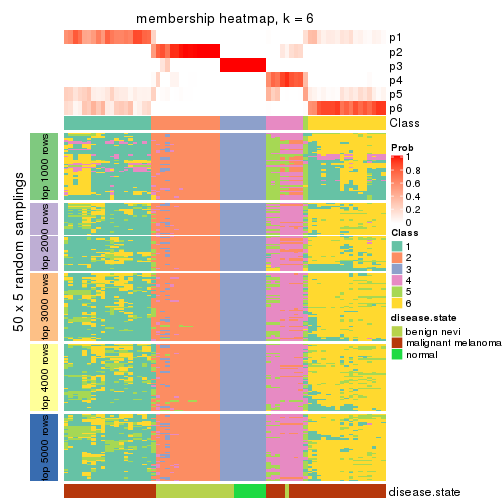 membership heatmap, k = 6
p1
p2
p3
p4
p5
p6
Class
50 x 5 random samplings
top 1000 rows
top 2000 rows
top 3000 rows
top 4000 rows
top 5000 rows
Prob
1
0.8
0.6
0.4
0.2
0
Class
1
2
3
4
5
6
disease.state
benign nevi
malignant melanoma
normal
disease.state